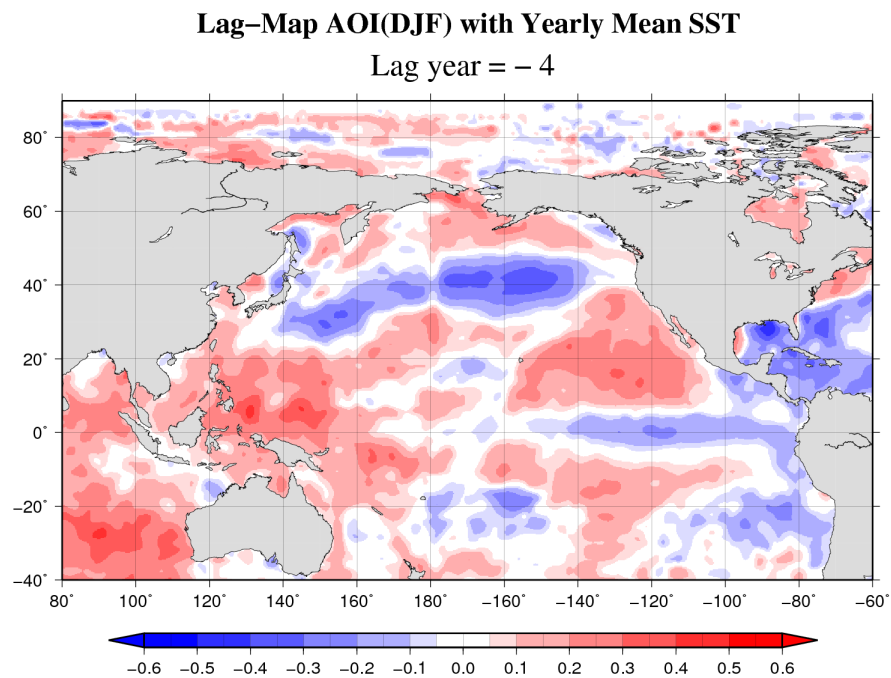 Lag−Map AOI(DJF) with Yearly Mean SST
Lag year = − 4
80˚
60˚
40˚
20˚
0˚
−20˚
−40˚
80 100 120 140 160 180 −160˚ −140˚ −120˚ −100˚ −80˚ −60˚
−0.6 −0.5 −0.4 −0.3 −0.2 −0.1 0.0 0.1 0.2 0.3 0.4 0.5 0.6